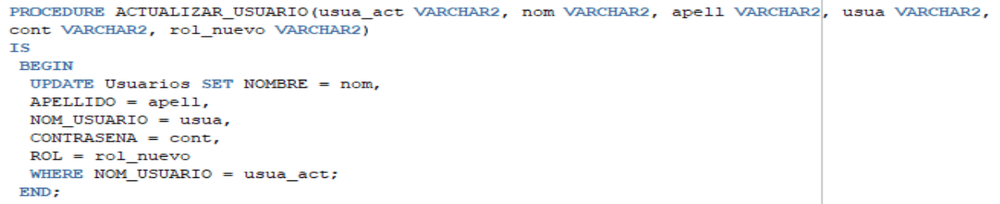 PROCEDURE ACTUALIZAR_USUARIO(usua_act VARCHAR2, nom VARCHAR2, apell VARCHAR2, usua VARCHAR2,
cont VARCHAR2, rol_nuevo VARCHAR2)
IS
BEGIN
UPDATE Usuarios SET NOMBRE = nom,
APELLIDO = apell,
NOM_USUARIO = usua,
CONTRASENA = cont,
ROL = rol_nuevo
WHERE NOM_USUARIO = usua_act;
END;